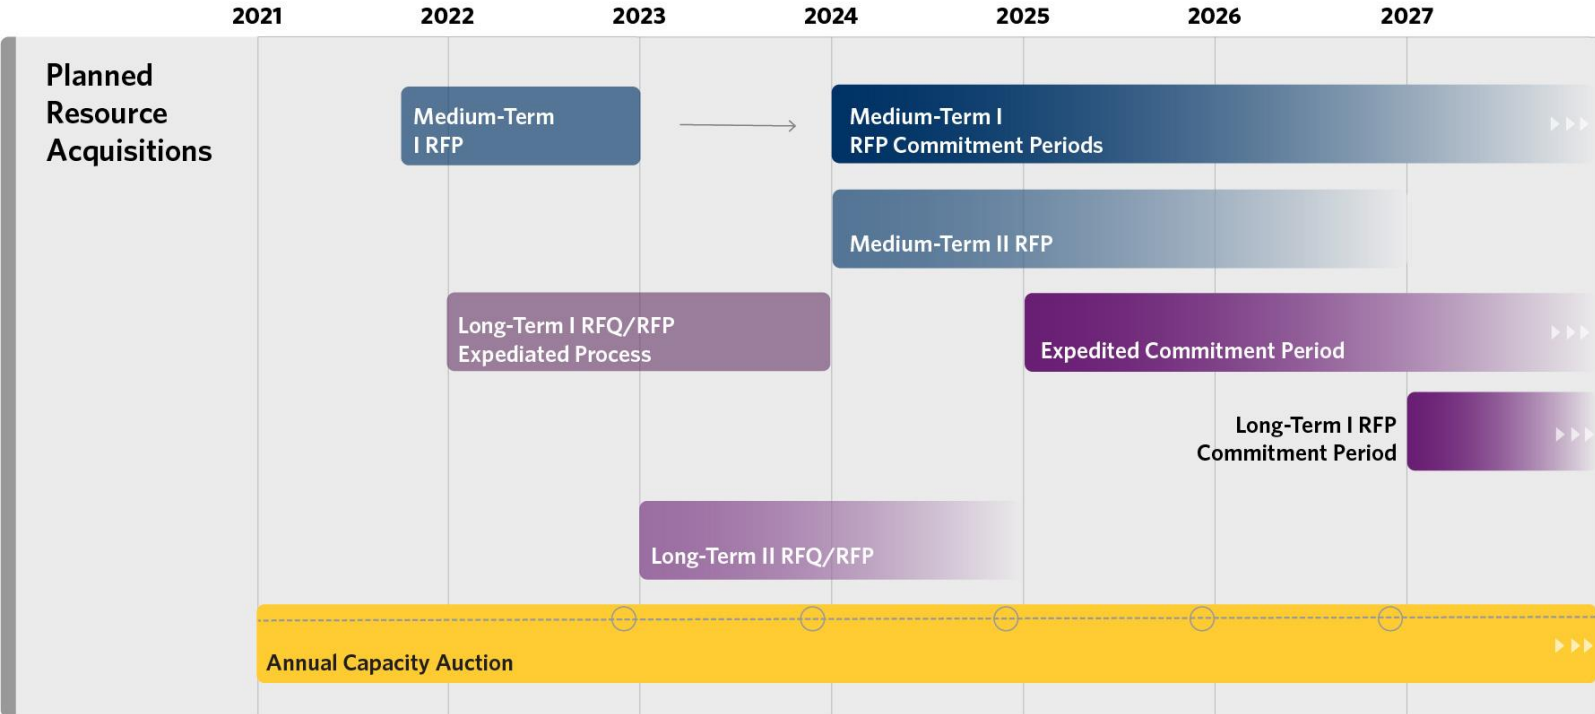 2021 2022 2023 2024 2025 2026 2027
Planned
Resource
Acquisitions
Medium-Term
I RFP
Medium-Term I
RFP Commitment Periods
Medium-Term II RFP
Long-Term I RFQ/RFP
Expediated Process
Expedited Commitment Period
Long-Term I RFP
Commitment Period
Long-Term II RFQ/RFP
Annual Capacity Auction